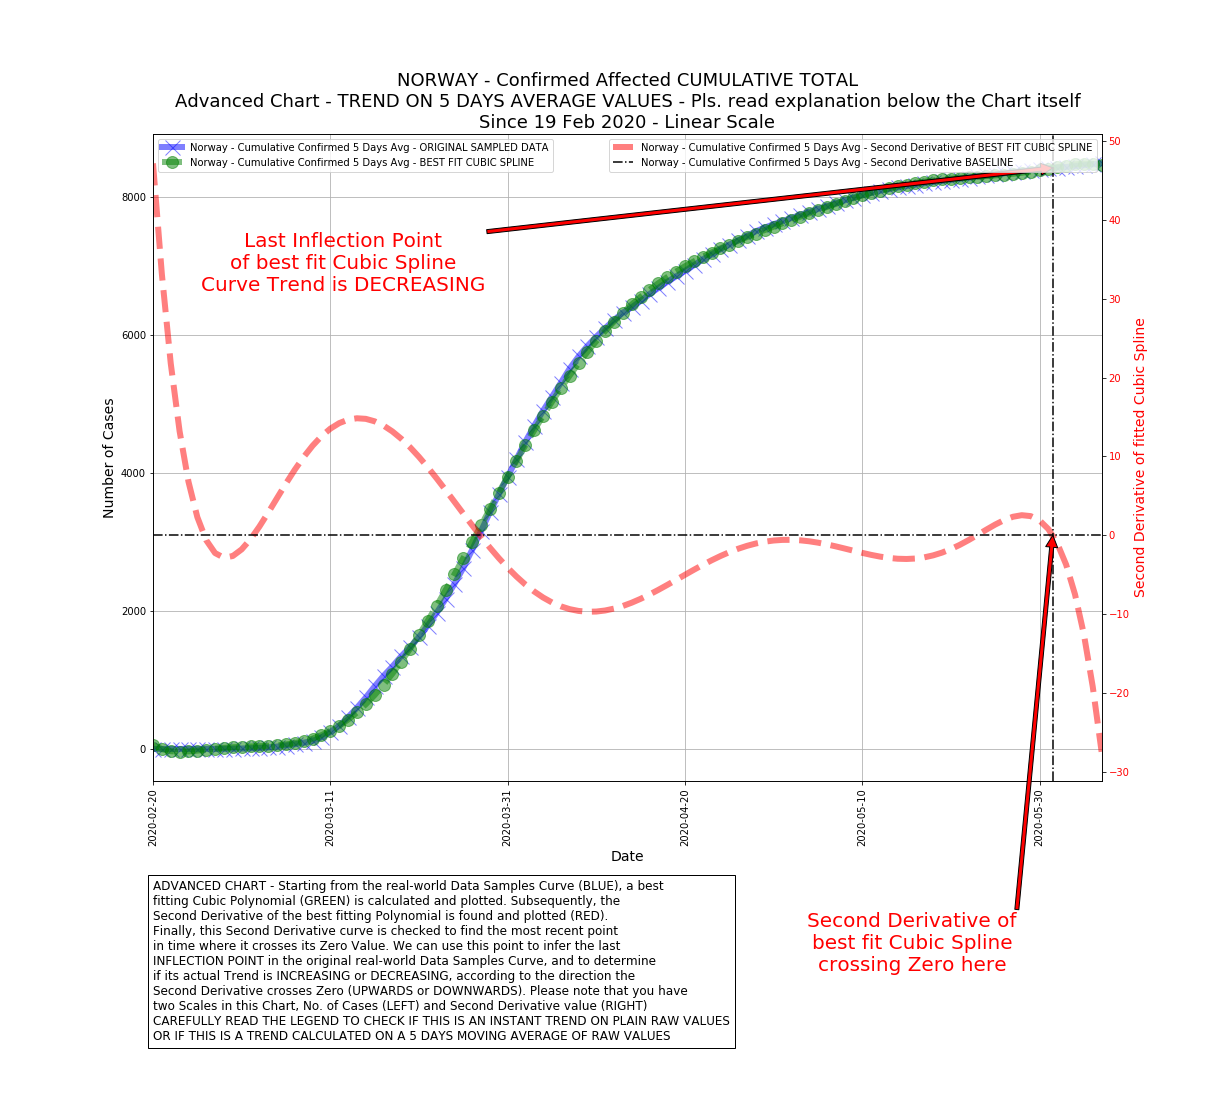 NORWAY - Confirmed Affected CUMULATIVE TOTAL
Advanced Chart - TREND ON 5 DAYS AVERAGE VALUES - Pls. read explanation below the Chart itself
Since 19 Feb 2020 - Linear Scale
Norway - Cumulative Confirmed 5 Days Avg - ORIGINAL SAMPLED DATA
Norway - Cumulative Confirmed 5 Days Avg - BEST FIT CUBIC SPLINE
Norway - Cumulative Confirmed 5 Days Avg - Second Derivative of BEST FIT CUBIC SPLINE
Norway - Cumulative Confirmed 5 Days Avg - Second Derivative BASELINE
Last Inflection Point
of best fit Cubic Spline
Curve Trend is DECREASING
Number of Cases
8000
6000
4000
2000
0
50
40
30
20
10
0
−10
−20
−30
Second Derivative of fitted Cubic Spline
2020-02-20
2020-03-11
2020-03-31
2020-04-20
2020-05-10
2020-05-30
Date
ADVANCED CHART - Starting from the real-world Data Samples Curve (BLUE), a best
fitting Cubic Polynomial (GREEN) is calculated and plotted. Subsequently, the
Second Derivative of the best fitting Polynomial is found and plotted (RED).
Finally, this Second Derivative curve is checked to find the most recent point
in time where it crosses its Zero Value. We can use this point to infer the last
INFLECTION POINT in the original real-world Data Samples Curve, and to determine
if its actual Trend is INCREASING or DECREASING, according to the direction the
Second Derivative crosses Zero (UPWARDS or DOWNWARDS). Please note that you have
two Scales in this Chart, No. of Cases (LEFT) and Second Derivative value (RIGHT)
CAREFULLY READ THE LEGEND TO CHECK IF THIS IS AN INSTANT TREND ON PLAIN RAW VALUES
OR IF THIS IS A TREND CALCULATED ON A 5 DAYS MOVING AVERAGE OF RAW VALUES
Second Derivative of
best fit Cubic Spline
crossing Zero here